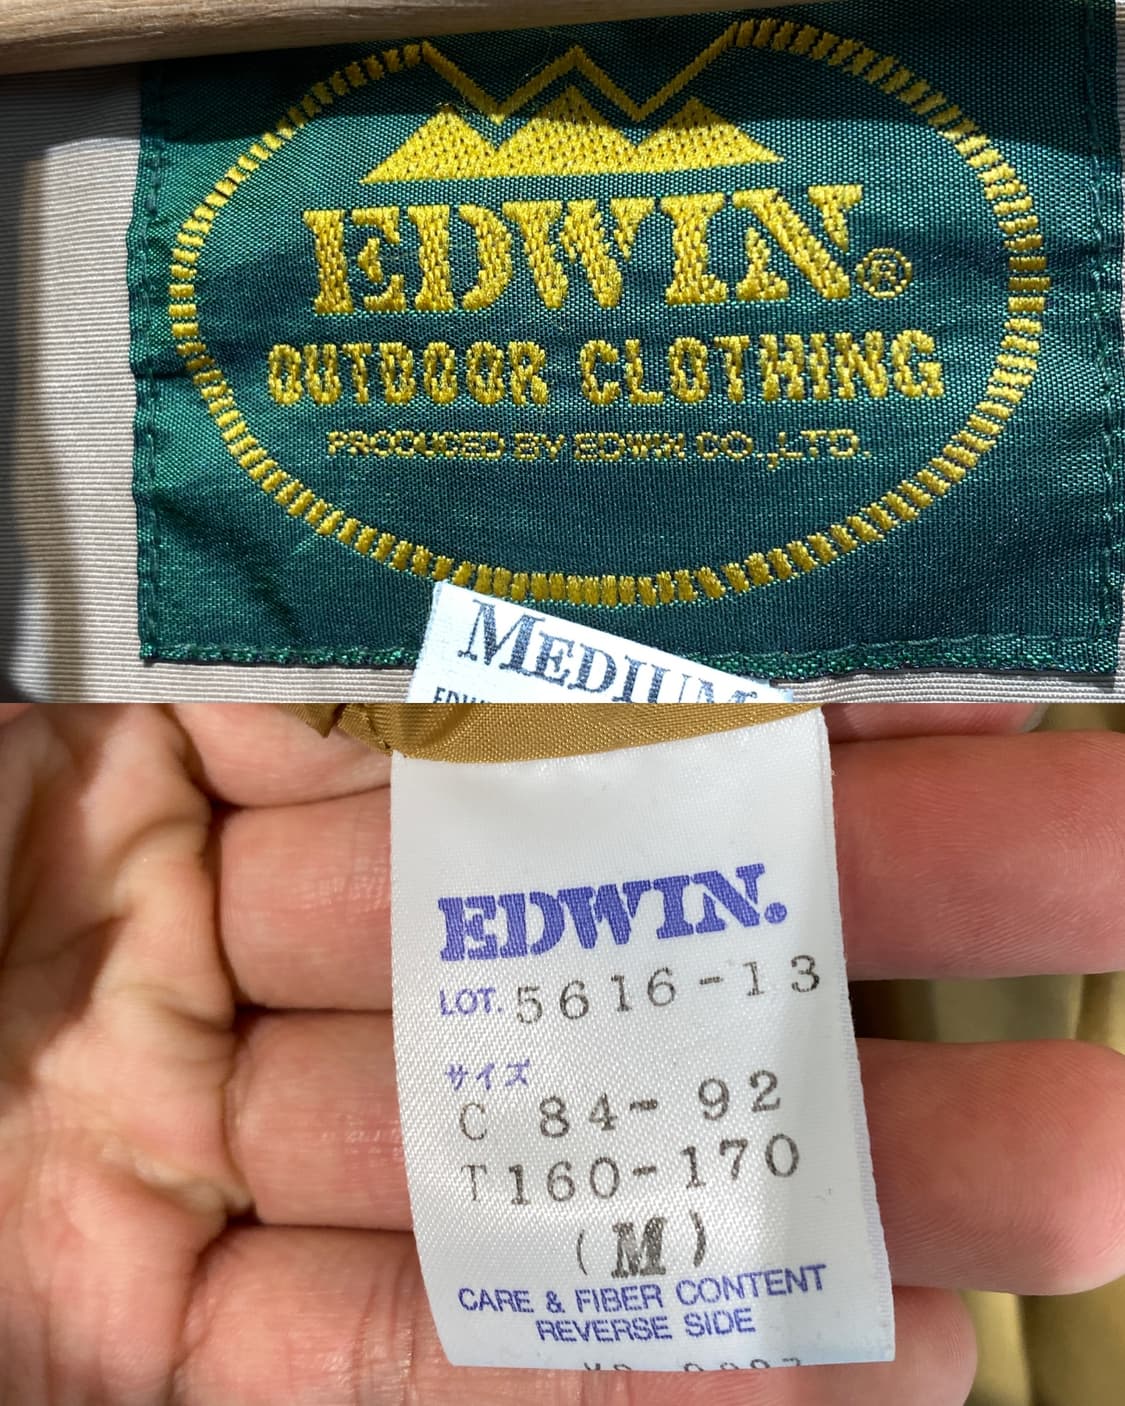 EDWIN®
OUTDOOR CLOTHING
PRODUCED BY EDWIN CO.,LTD.
MEDIUM
EDWIN®
LOT. 5616-13
サイズ
C 84- 92
T160-170
(M)
CARE & FIBER CONTENT
REVERSE SIDE